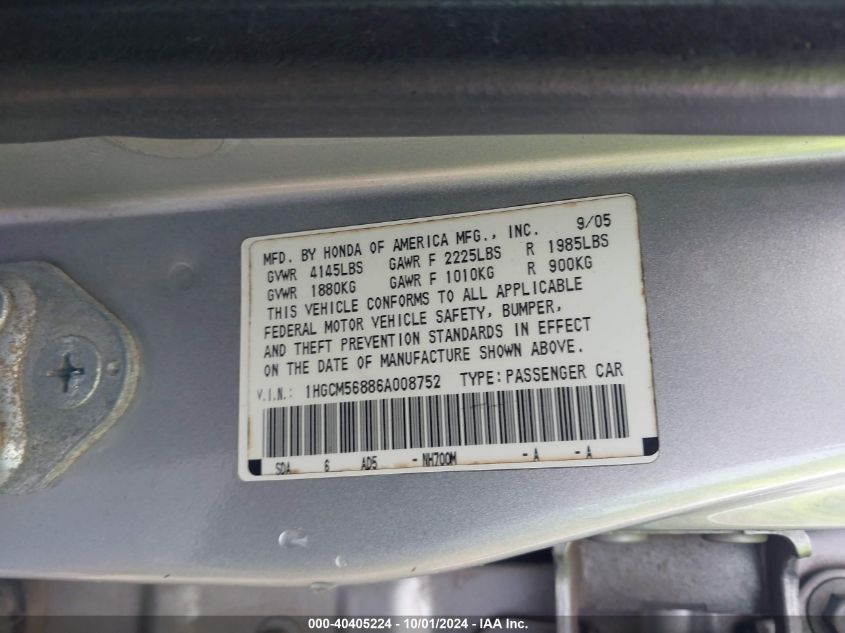 MFD. BY HONDA OF AMERICA MFG., INC. 9/05
GVWR 4145LBS GAWR F 2225LBS R 1985LBS
GVWR 1880KG GAWR F 1010KG R 900KG
THIS VEHICLE CONFORMS TO ALL APPLICABLE
FEDERAL MOTOR VEHICLE SAFETY, BUMPER,
AND THEFT PREVENTION STANDARDS IN EFFECT
ON THE DATE OF MANUFACTURE SHOWN ABOVE.
V.I.N.: 1HGCM56886A008752 TYPE: PASSENGER CAR
SDA 6 AD5 - NH700M - A - A
000-40405224 - 10/01/2024 - IAA Inc.